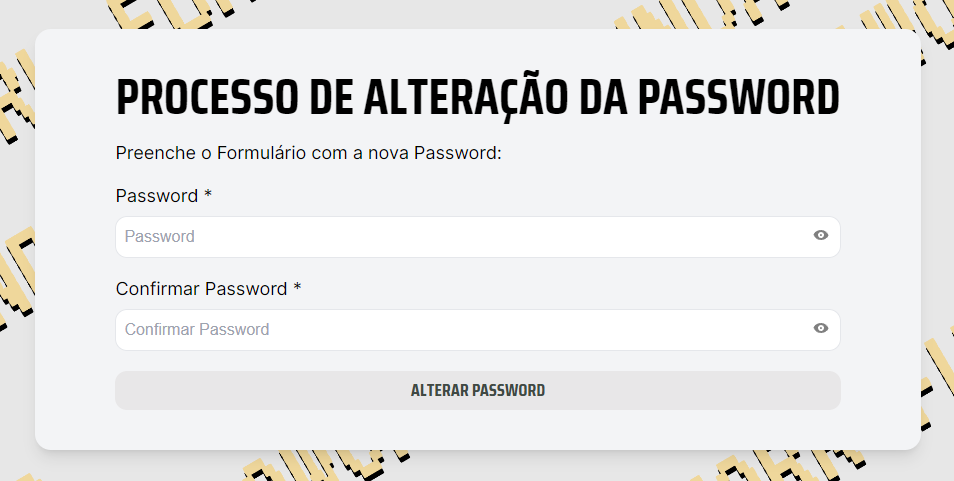 PROCESSO DE ALTERAÇÃO DA PASSWORD
Preenche o Formulário com a nova Password:
Password *
Password
Confirmar Password *
Confirmar Password
ALTERAR PASSWORD